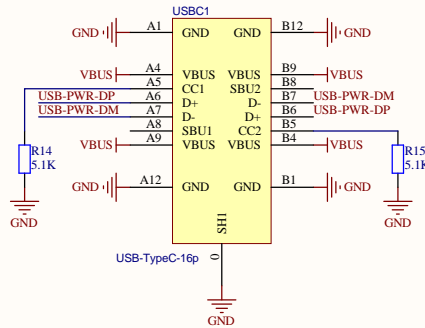 USBC1
GND A1 GND GND B12 GND
VBUS A4 VBUS VBUS B9 VBUS
A5 CC1 SBU2 B8
USB-PWR-DP A6 D+ D- B7 USB-PWR-DM
USB-PWR-DM A7 D- D+ B6 USB-PWR-DP
A8 SBU1 CC2 B5
VBUS A9 VBUS VBUS B4 VBUS
R14
5.1K
R15
5.1K
GND A12 GND GND B1 GND
GND
GND
SH1
USB-TypeC-16p
0
GND